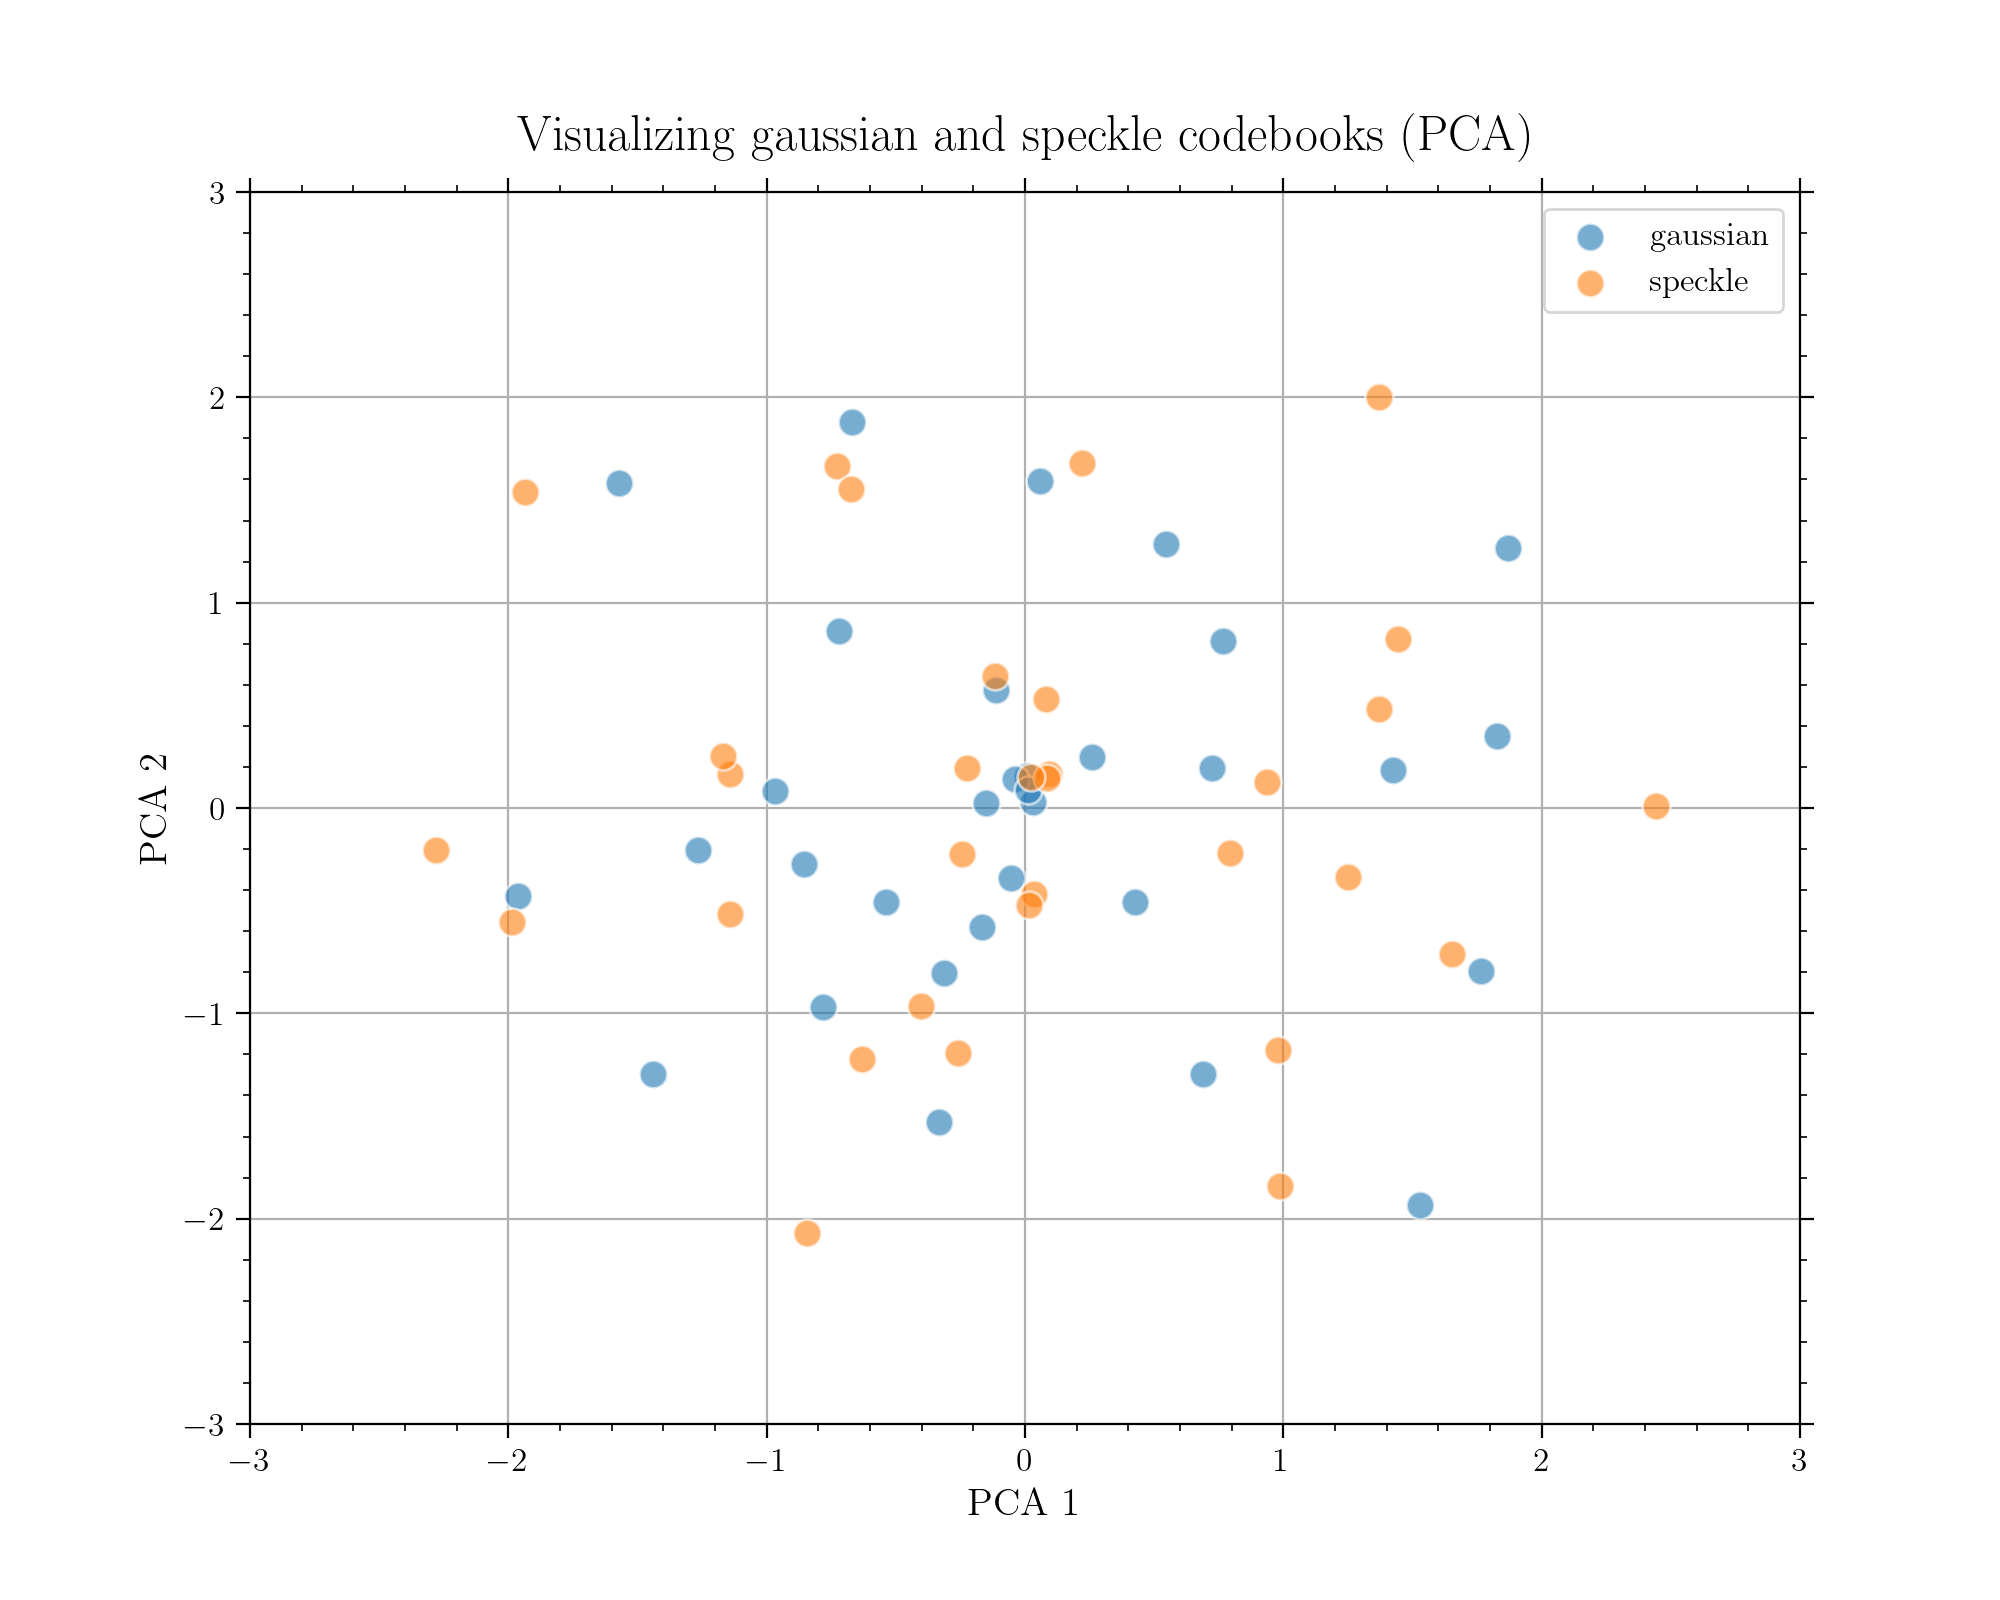 Visualizing gaussian and speckle codebooks (PCA)
gaussian
speckle
PCA 2
3
2
1
0
−1
−2
−3
−3 −2 −1 0 1 2 3
PCA 1